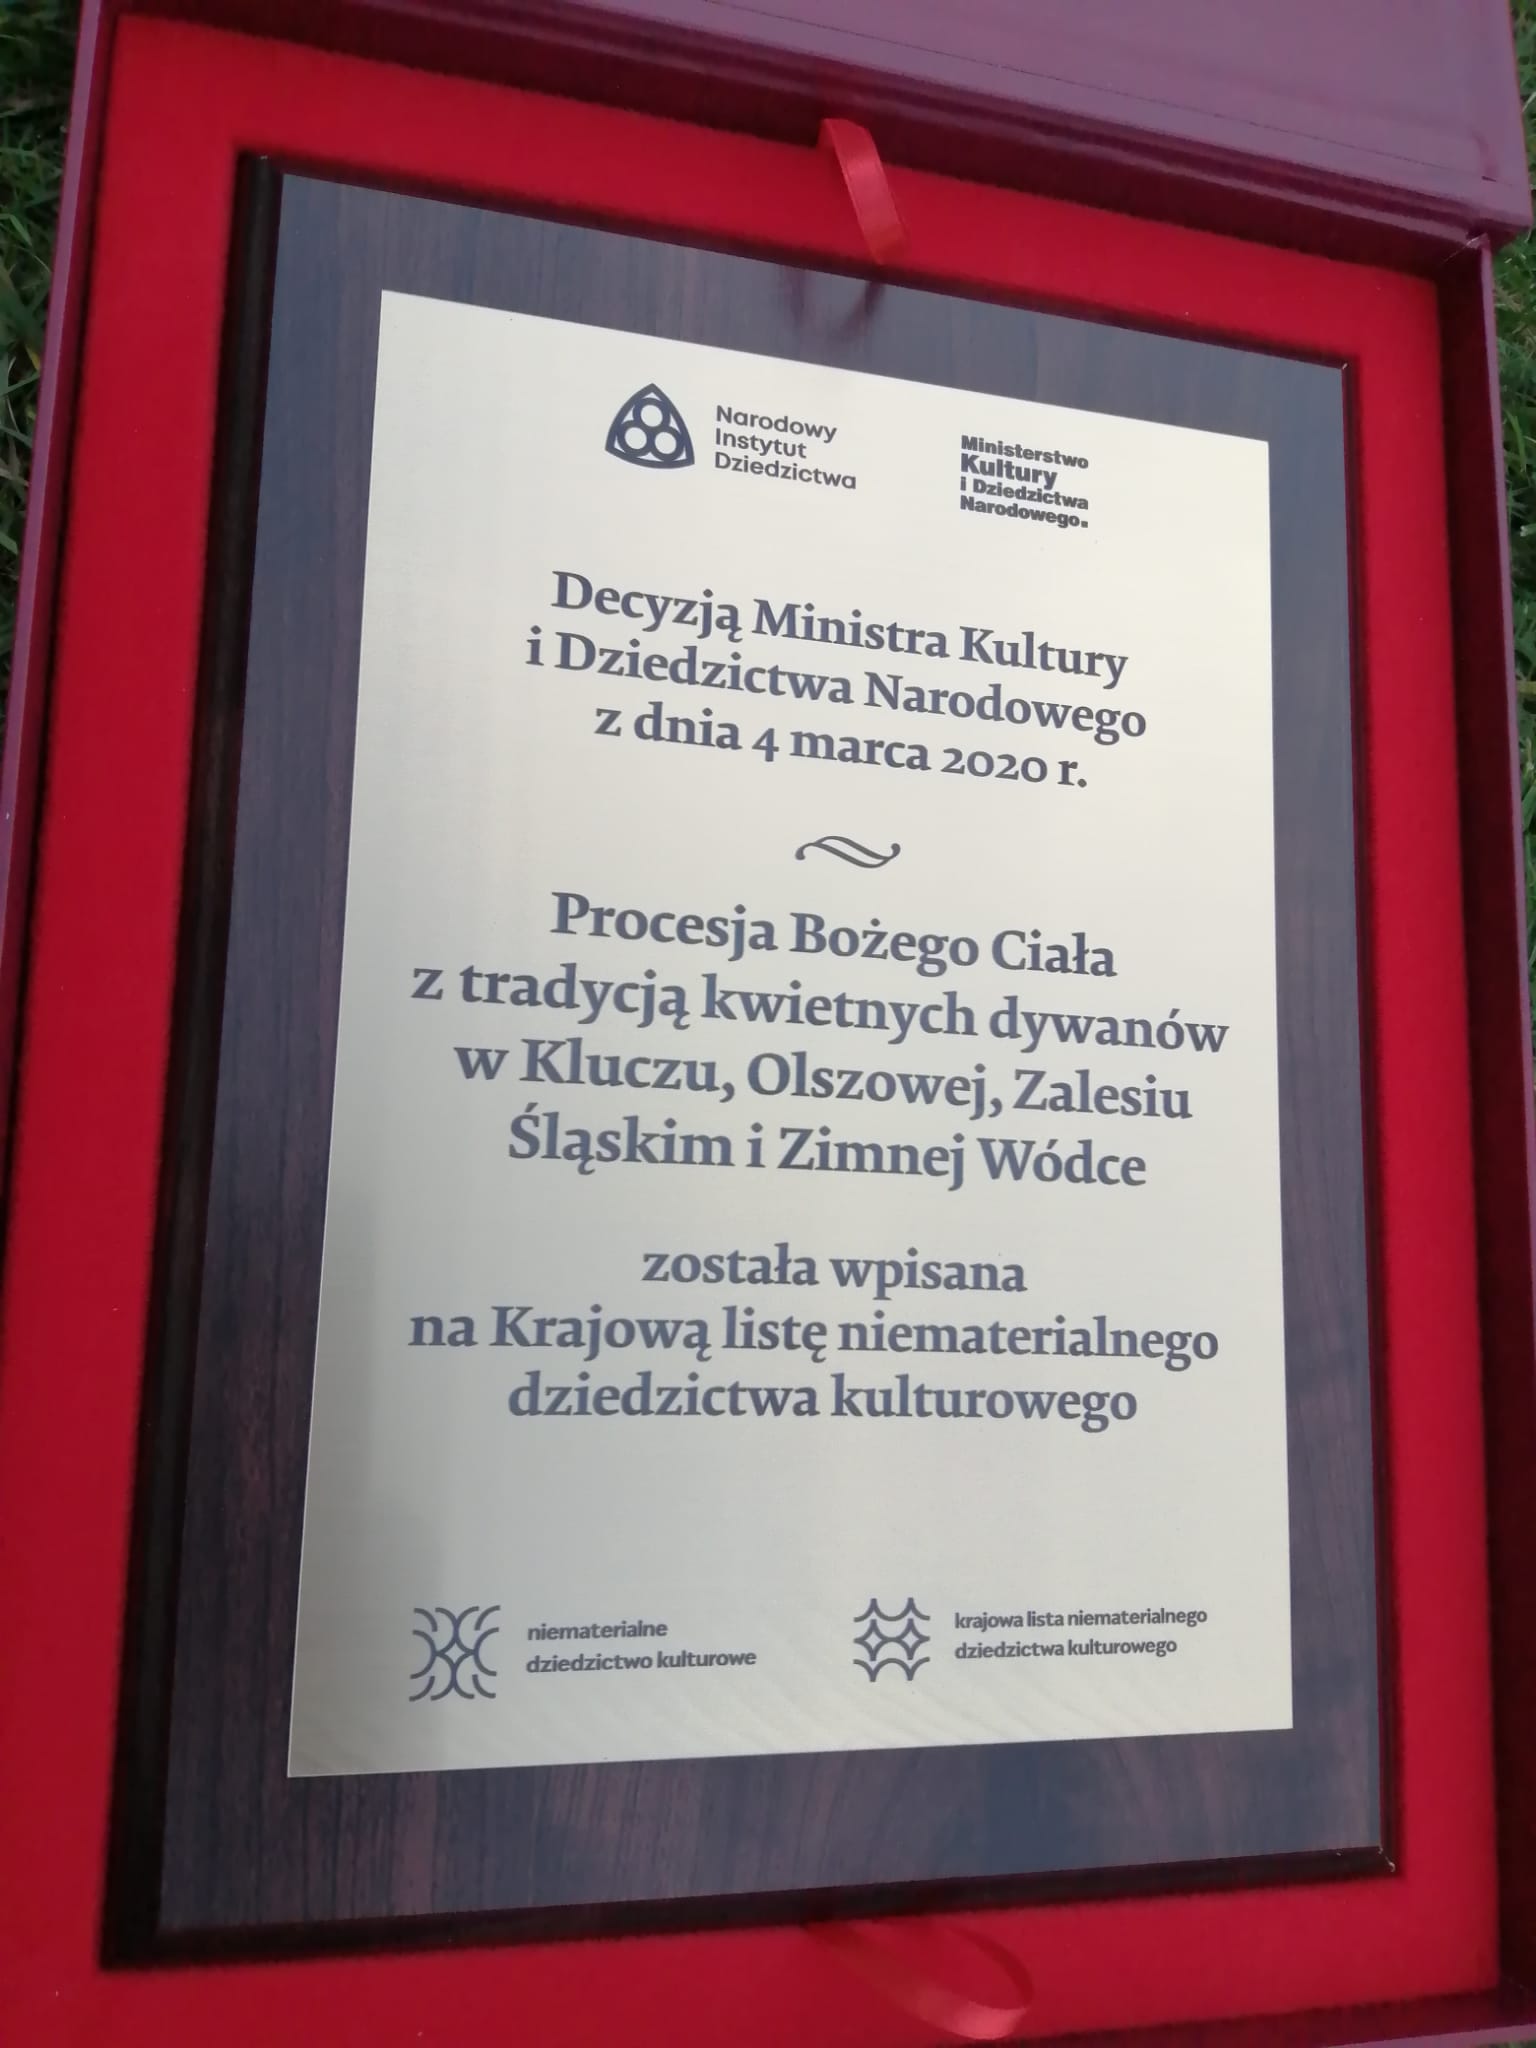 Narodowy
Instytut
Dziedzictwa
Ministerstwo
Kultury
i Dziedzictwa
Narodowego.
Decyzją Ministra Kultury
i Dziedzictwa Narodowego
z dnia 4 marca 2020 r.
Procesja Bożego Ciała
z tradycją kwietnych dywanów
w Kluczu, Olszowej, Zalesiu
Śląskim i Zimnej Wódce
została wpisana
na Krajową listę niematerialnego
dziedzictwa kulturowego
niematerialne
dziedzictwo kulturowe
krajowa lista niematerialnego
dziedzictwa kulturowego